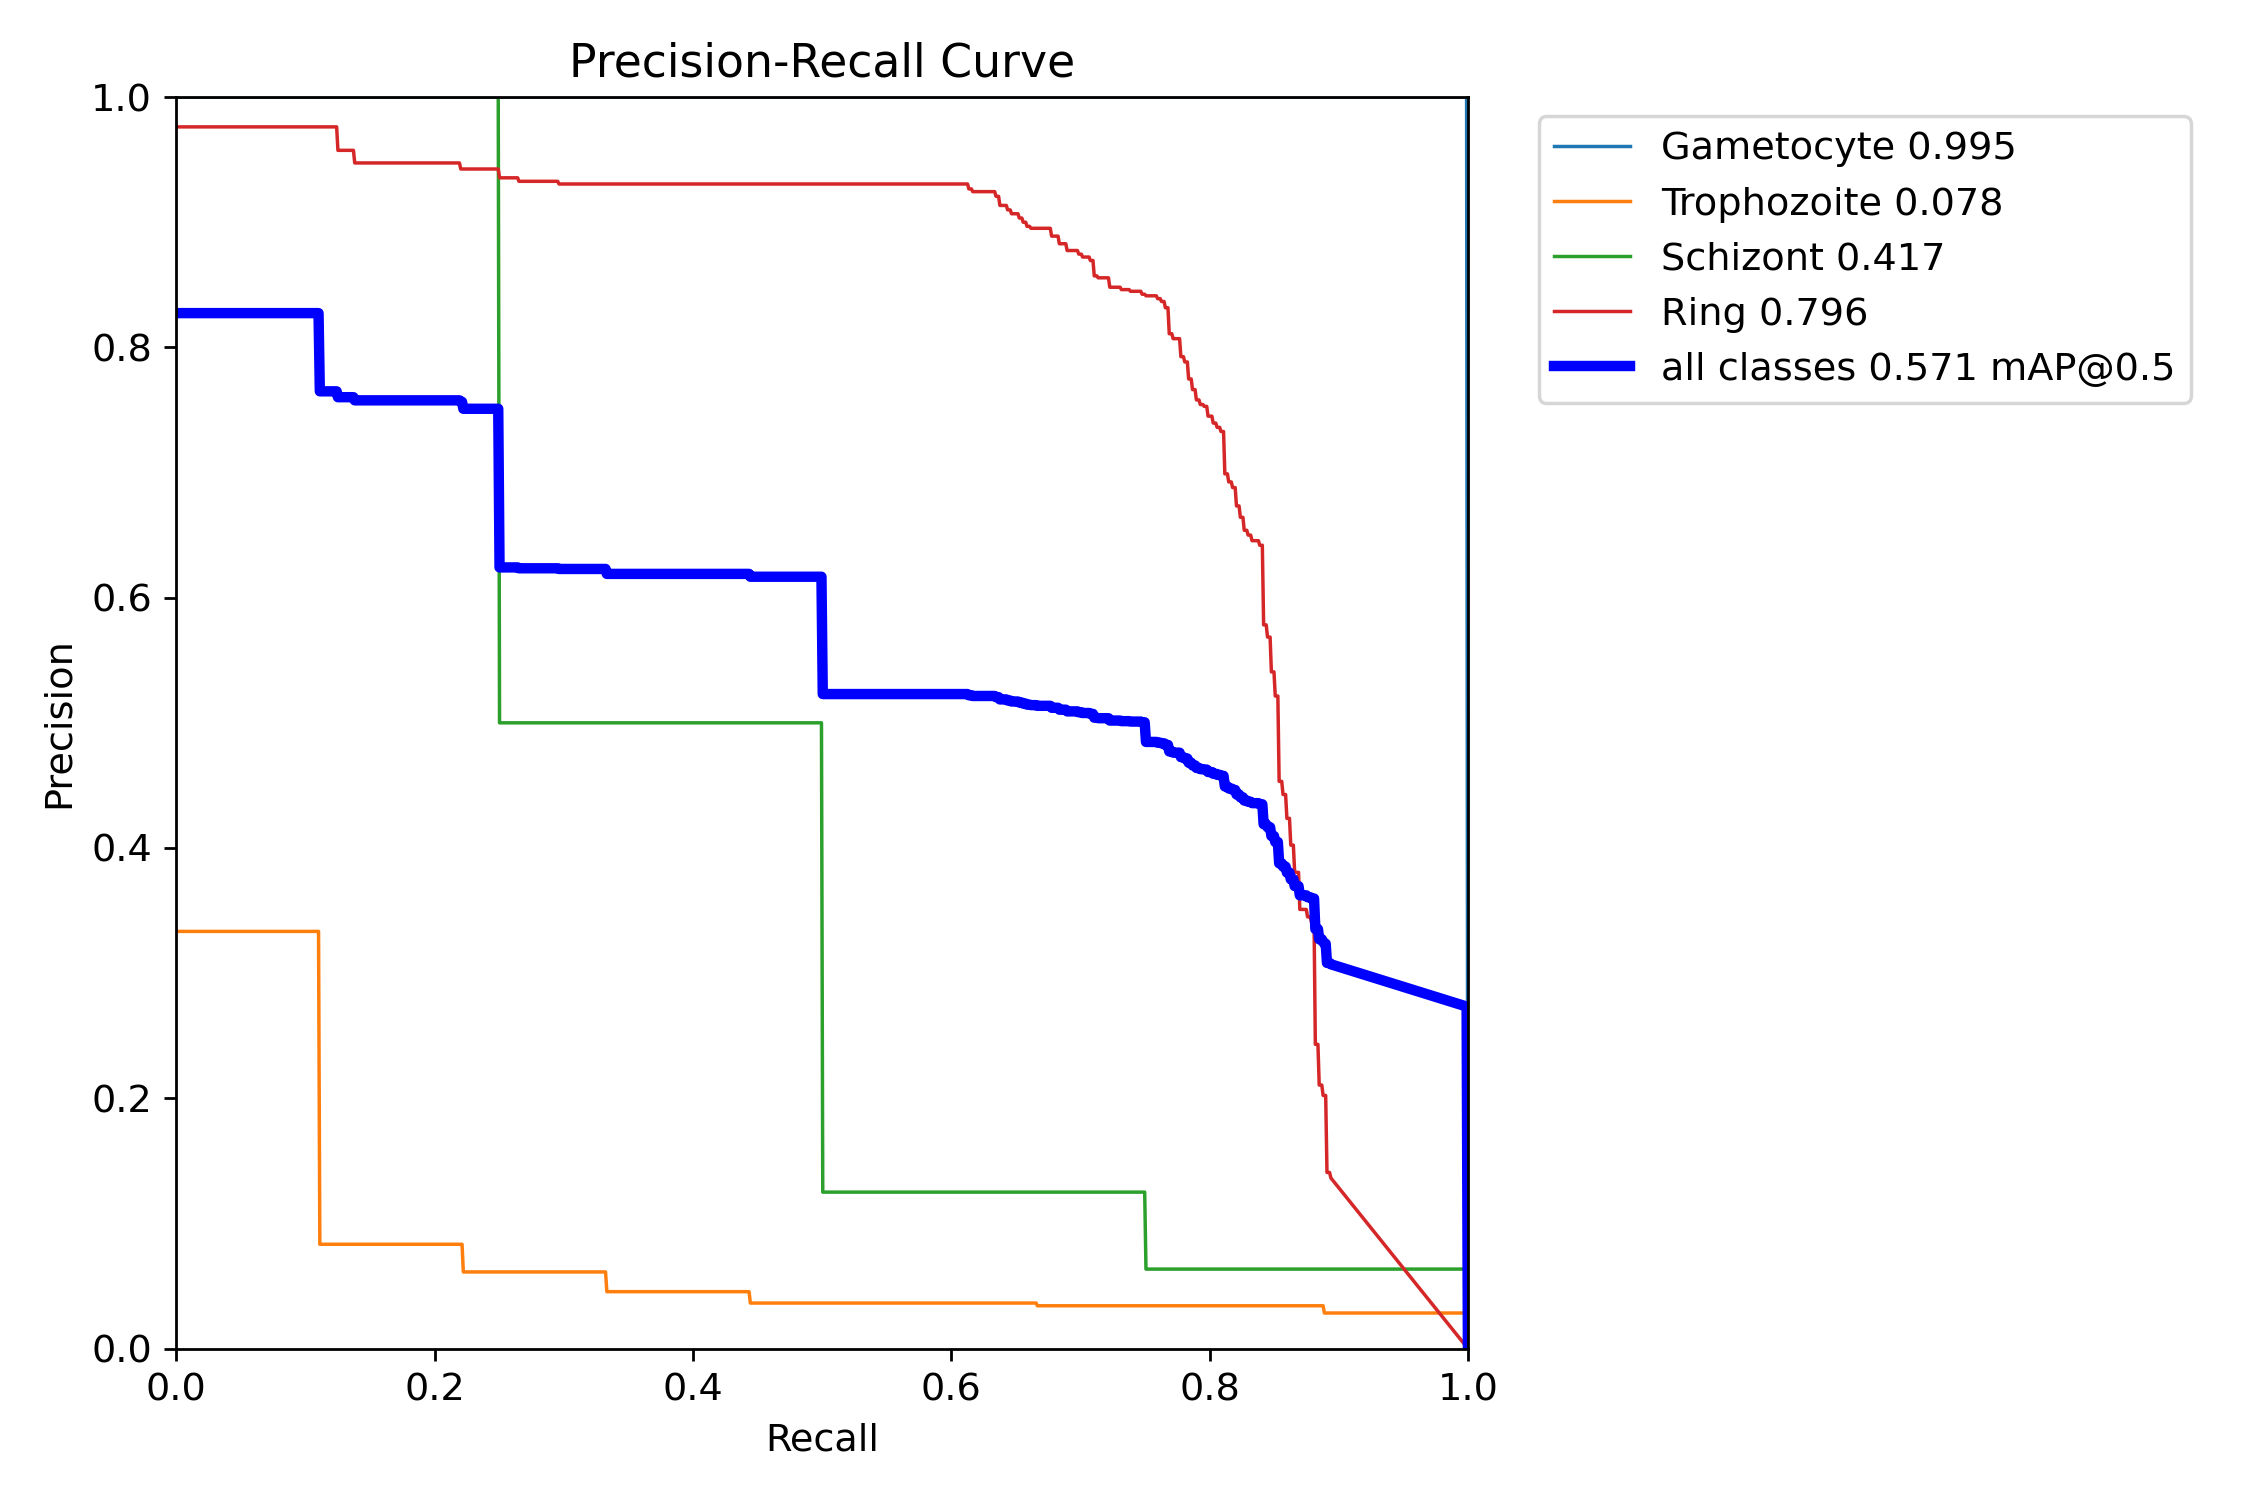 Precision-Recall Curve
1.0
0.8
0.6
0.4
0.2
0.0
Precision
0.0 0.2 0.4 0.6 0.8 1.0
Recall
Gametocyte 0.995
Trophozoite 0.078
Schizont 0.417
Ring 0.796
all classes 0.571 mAP@0.5